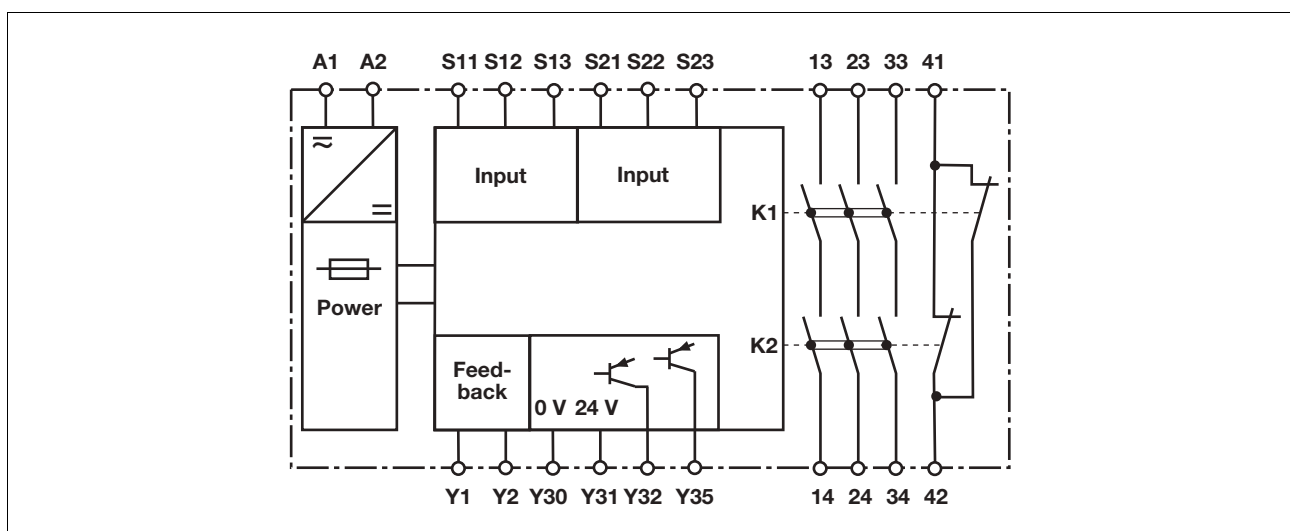 A1 A2 S11 S12 S13 S21 S22 S23 13 23 33 41
Input Input
K1
Power
K2
Feed-
back
0 V 24 V
Y1 Y2 Y30 Y31 Y32 Y35 14 24 34 42